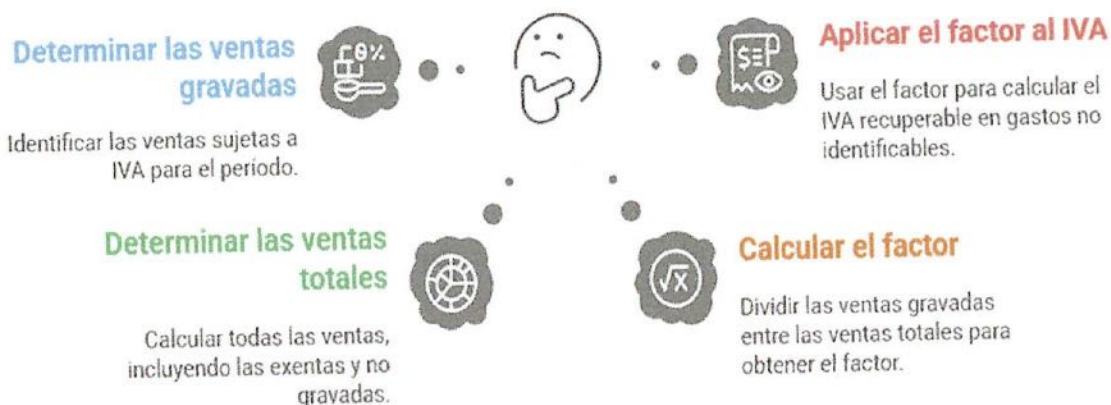 Determinar las ventas
gravadas
Identificar las ventas sujetas a
IVA para el período.
Determinar las ventas
totales
Calcular todas las ventas,
incluyendo las exentas y no
gravadas.
Aplicar el factor al IVA
Usar el factor para calcular el
IVA recuperable en gastos no
identificables.
Calcular el factor
Dividir las ventas gravadas
entre las ventas totales para
obtener el factor.
0%
$
√x